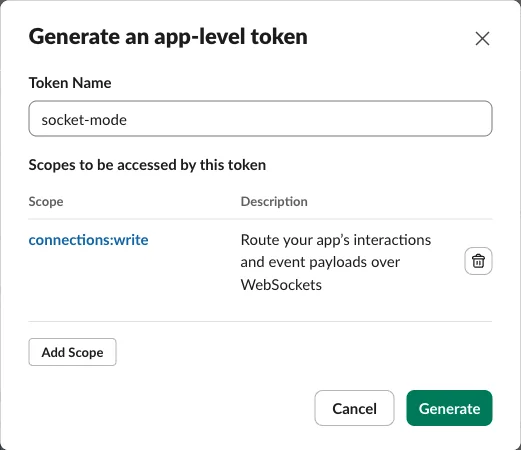 Generate an app-level token
Token Name
socket-mode
Scopes to be accessed by this token
Scope Description
connections:write Route your app’s interactions
and event payloads over
WebSockets
Add Scope
Cancel Generate